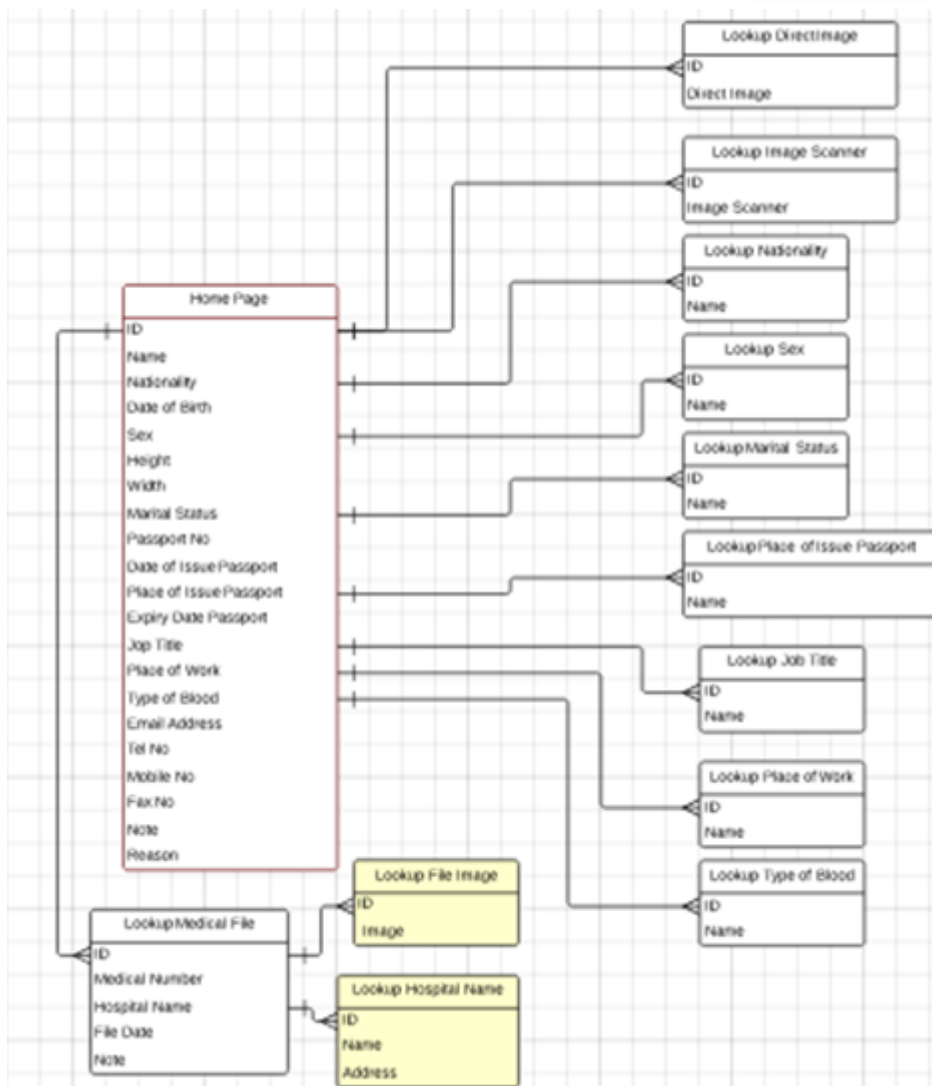 Lookup DirectImage
ID
Direct Image
Lookup Image Scanner
ID
Image Scanner
Lookup Nationality
ID
Name
Lookup Sex
ID
Name
Lookup Marital Status
ID
Name
Lookup Place of Issue Passport
ID
Name
Lookup Job Title
ID
Name
Lookup Place of Work
ID
Name
Lookup Type of Blood
ID
Name
Home Page
ID
Name
Nationality
Date of Birth
Sex
Height
Width
Marital Status
Passport No
Date of Issue Passport
Place of Issue Passport
Expiry Date Passport
Jop Title
Place of Work
Type of Blood
Email Address
Tel No
Mobile No
Fax No
Note
Reason
Lookup File Image
ID
Image
Lookup Medical File
ID
Medical Number
Hospital Name
File Date
Note
Lookup Hospital Name
ID
Name
Address